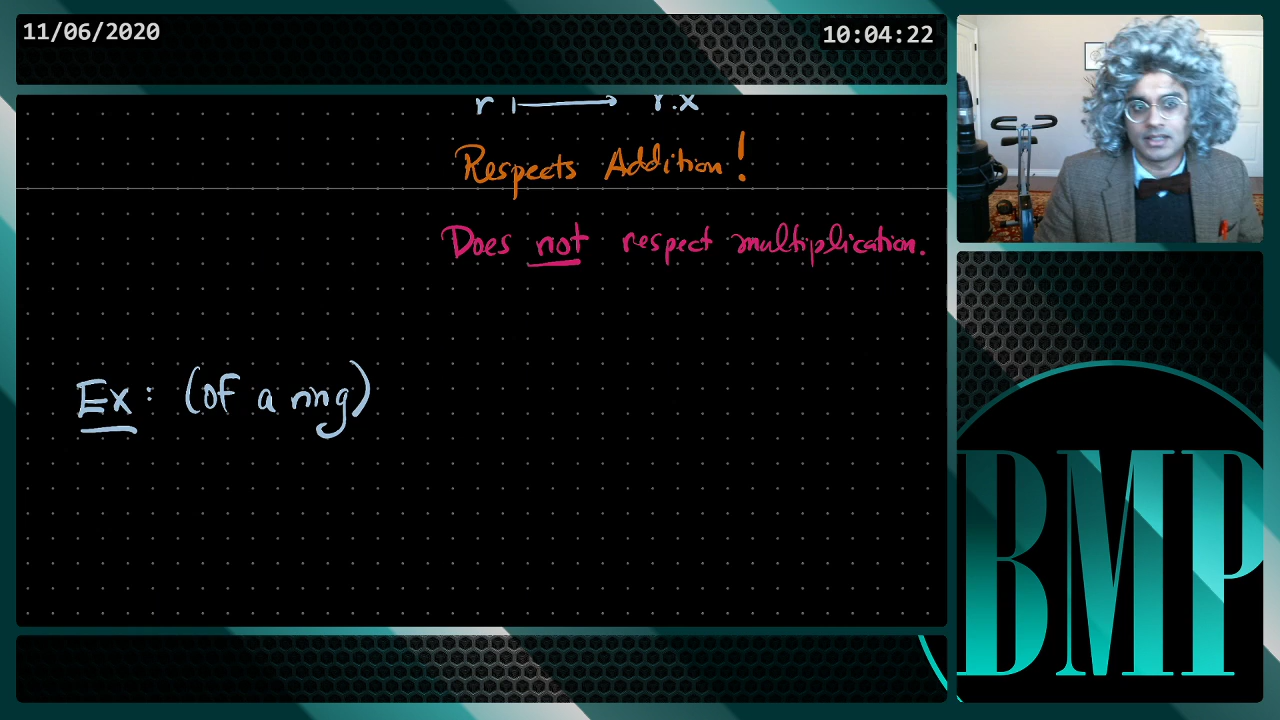 11/06/2020
10:04:22
r ⟼ r.x
Respects Addition!
Does not respect multiplication.
Ex: (of a ring)
BMP